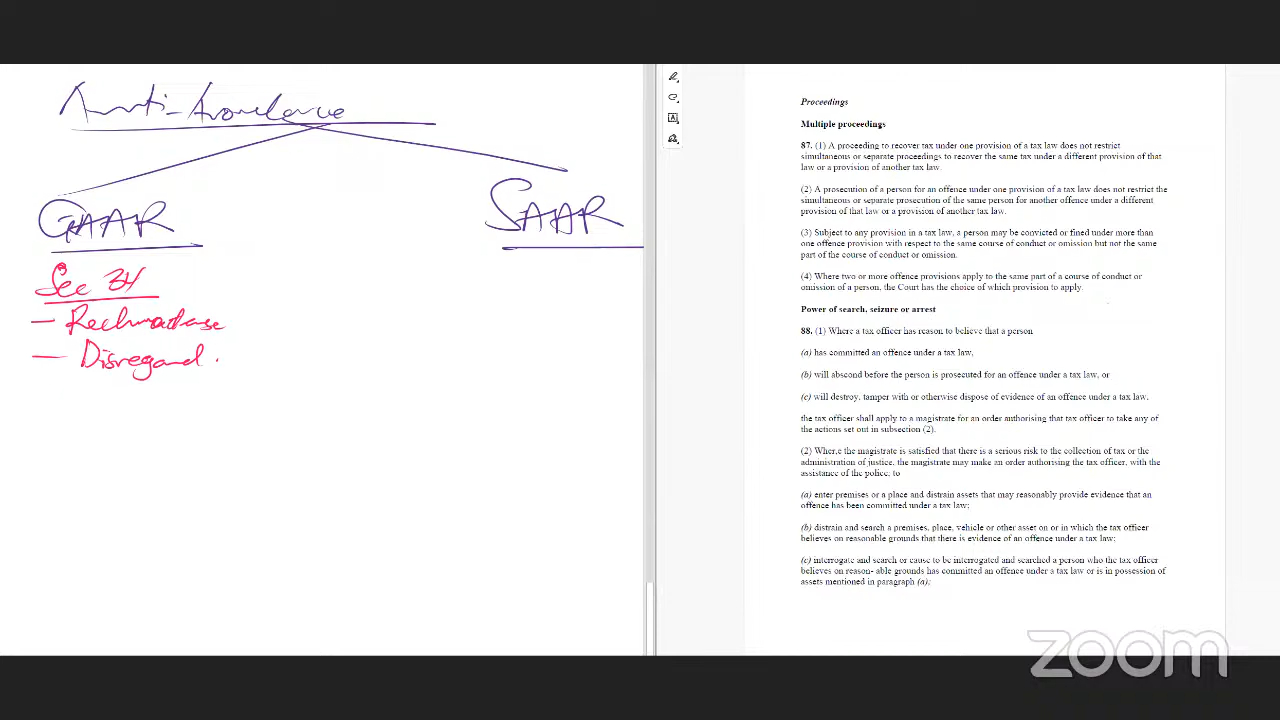 Anti-Avoidance
GAAR
SAAR
Sec 34
- Recharacterise
- Disregard.
Proceedings
Multiple proceedings
87. (1) A proceeding to recover tax under one provision of a tax law does not restrict
simultaneous or separate proceedings to recover the same tax under a different provision of that
law or a provision of another tax law.
(2) A prosecution of a person for an offence under one provision of a tax law does not restrict the
simultaneous or separate prosecution of the same person for another offence under a different
provision of that law or a provision of another tax law.
(3) Subject to any provision in a tax law, a person may be convicted or fined under more than
one offence provision with respect to the same course of conduct or omission but not the same
part of the course of conduct or omission.
(4) Where two or more offence provisions apply to the same part of a course of conduct or
omission of a person, the Court has the choice of which provision to apply.
Power of search, seizure or arrest
88. (1) Where a tax officer has reason to believe that a person
(a) has committed an offence under a tax law,
(b) will abscond before the person is prosecuted for an offence under a tax law, or
(c) will destroy, tamper with or otherwise dispose of evidence of an offence under a tax law,
the tax officer shall apply to a magistrate for an order authorising that tax officer to take any of
the actions set out in subsection (2).
(2) Wher,e the magistrate is satisfied that there is a serious risk to the collection of tax or the
administration of justice, the magistrate may make an order authorising the tax officer, with the
assistance of the police; to
(a) enter premises or a place and distrain assets that may reasonably provide evidence that an
offence has been committed under a tax law;
(b) distrain and search a premises, place, vehicle or other asset on or in which the tax officer
believes on reasonable grounds that there is evidence of an offence under a tax law;
(c) interrogate and search or cause to be interrogated and searched a person who the tax officer
believes on reason- able grounds has committed an offence under a tax law or is in possession of
assets mentioned in paragraph (a);
zoom